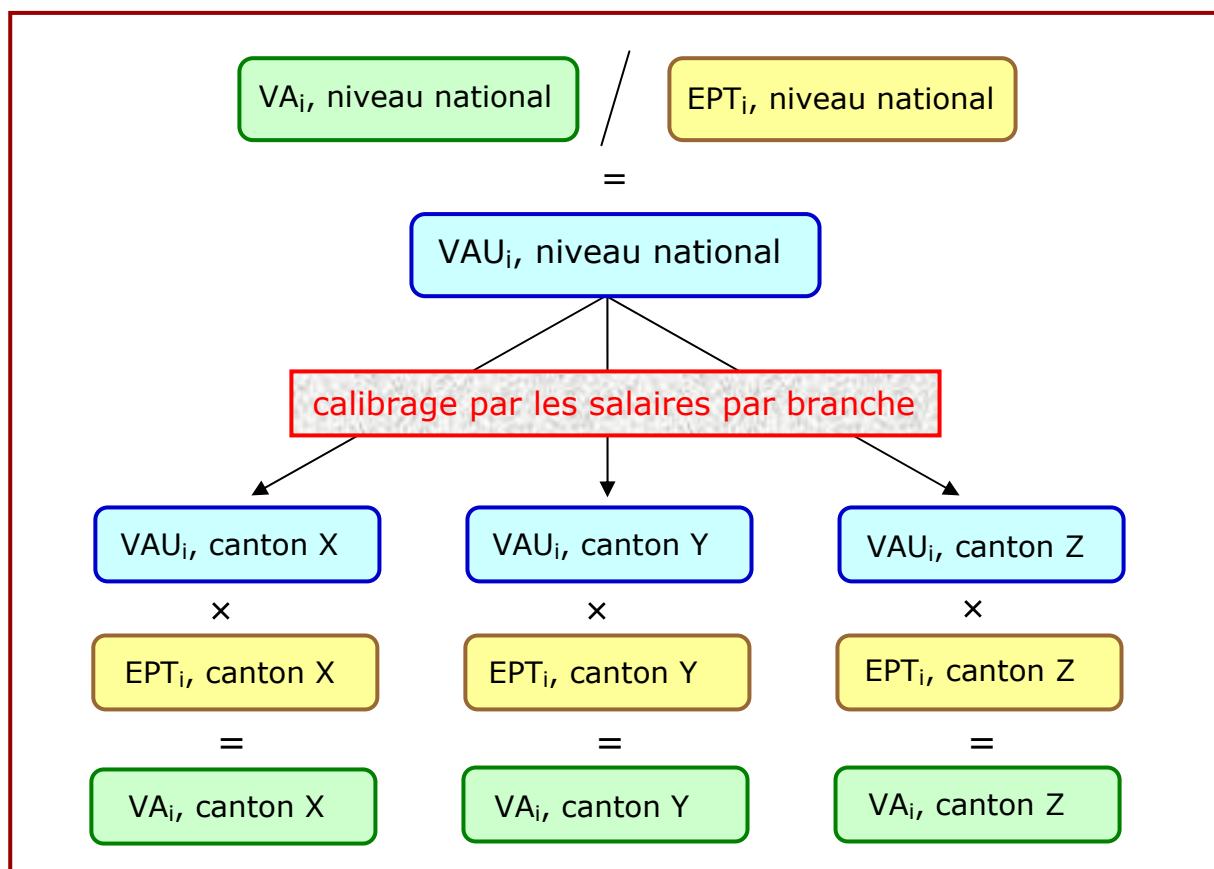 VAi, niveau national / EPTi, niveau national
=
VAUi, niveau national
calibrage par les salaires par branche
VAUi, canton X VAUi, canton Y VAUi, canton Z
× × ×
EPTi, canton X EPTi, canton Y EPTi, canton Z
= = =
VAi, canton X VAi, canton Y VAi, canton Z